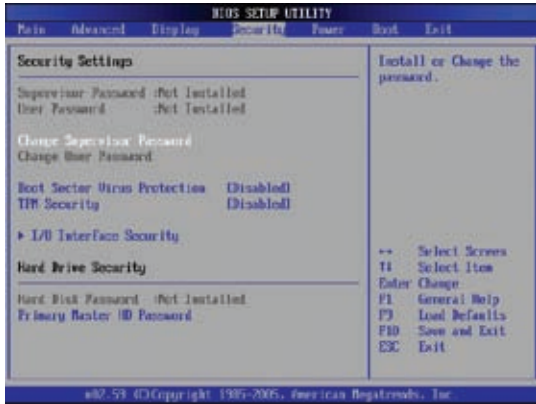 BIOS SETUP UTILITY
Main Advanced Display Security Power Boot Exit
Security Settings
Supervisor Password :Not Installed
User Password :Not Installed
Change Supervisor Password
Change User Password
Boot Sector Virus Protection [Disabled]
TPM Security [Disabled]
▶ I/O Interface Security
Hard Drive Security
Hard Disk Password :Not Installed
Primary Master HD Password
Install or Change the
password.
↔ Select Screen
↑↓ Select Item
Enter Change
F1 General Help
F9 Load Defaults
F10 Save and Exit
ESC Exit
v02.59 (C)Copyright 1985-2005, American Megatrends, Inc.